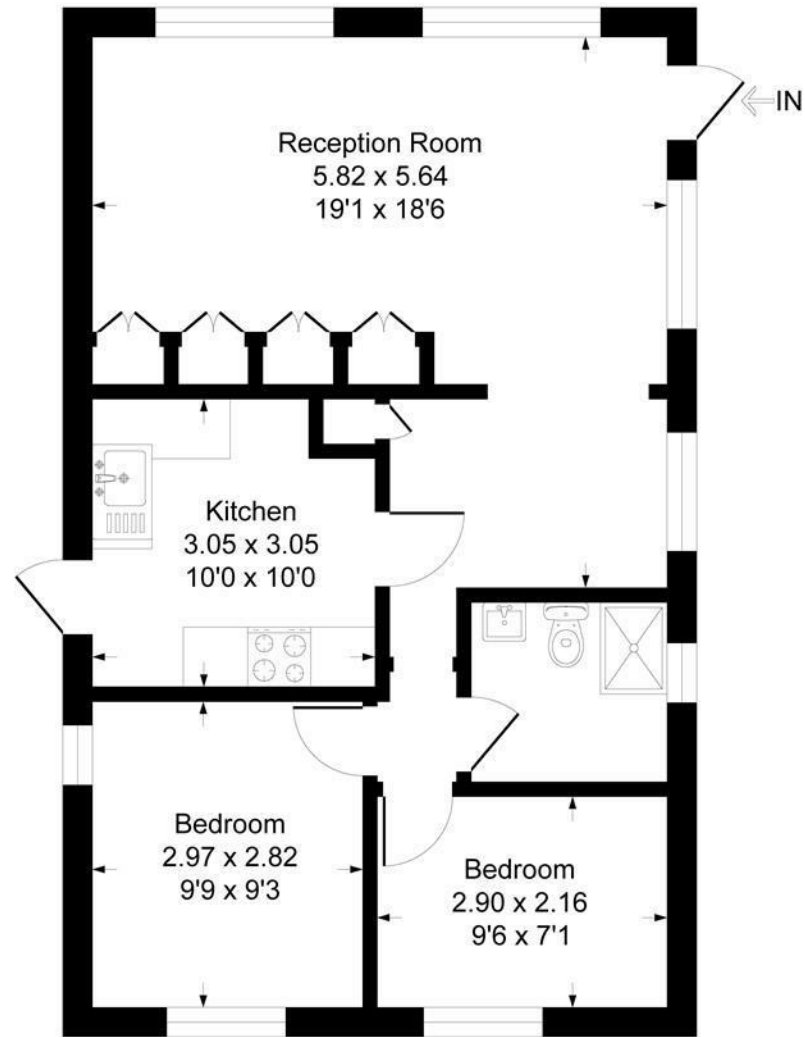 IN
Reception Room
5.82 x 5.64
19'1 x 18'6
Kitchen
3.05 x 3.05
10'0 x 10'0
Bedroom
2.97 x 2.82
9'9 x 9'3
Bedroom
2.90 x 2.16
9'6 x 7'1